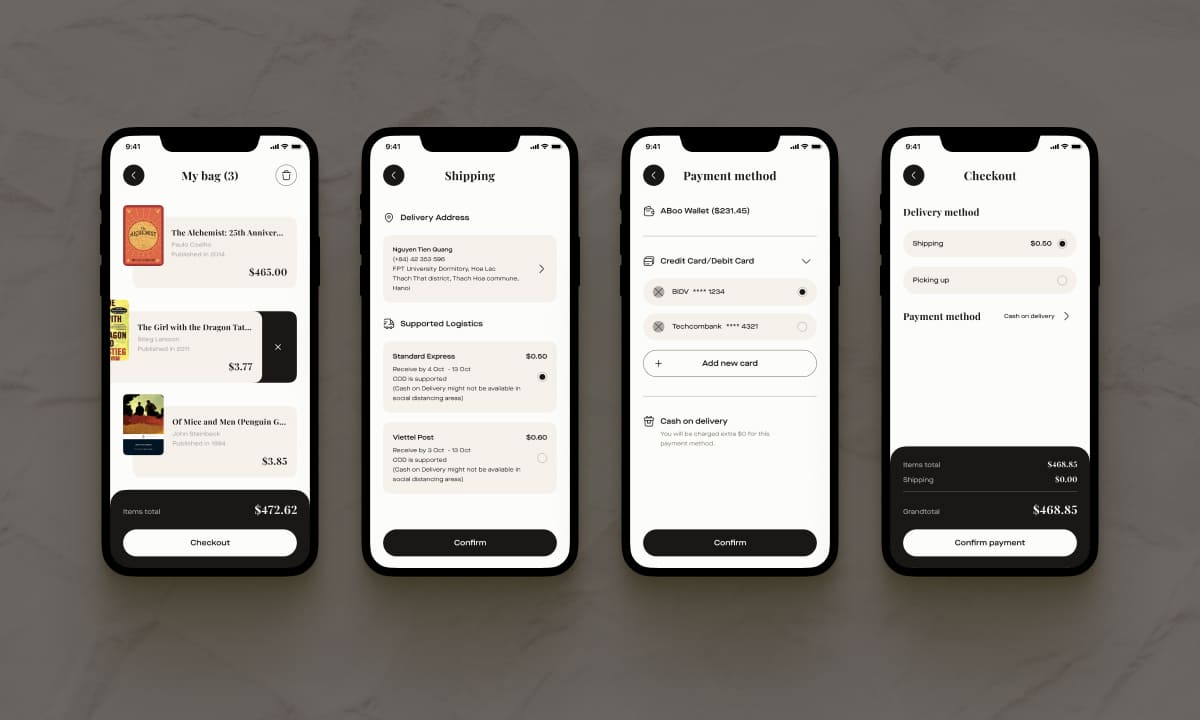 9:41
My bag (3)
The
ALCHEMIST
The Alchemist: 25th Anniver...
Paulo Coelho
Published in 2014
$465.00
E
ITH
AGON
D
STIEG
The Girl with the Dragon Tat...
Stieg Larsson
Published in 2011
$3.77
Of Mice and Men (Penguin G...
John Steinbeck
Published in 1994
$3.85
Items total
$472.62
Checkout
9:41
Shipping
Delivery Address
Nguyen Tien Quang
(+84) 42 353 596
FPT University Dormitory, Hoa Lac
Thach That district, Thach Hoa commune,
Hanoi
Supported Logistics
Standard Express
$0.50
Receive by 4 Oct - 13 Oct
COD is supported
(Cash on Delivery might not be available in
social distancing areas)
Viettel Post
$0.60
Receive by 3 Oct - 13 Oct
COD is supported
(Cash on Delivery might not be available in
social distancing areas)
Confirm
9:41
Payment method
ABoo Wallet ($231.45)
Credit Card/Debit Card
BIDV **** 1234
Techcombank **** 4321
+ Add new card
Cash on delivery
You will be charged extra $0 for this
payment method.
Confirm
9:41
Checkout
Delivery method
Shipping
$0.50
Picking up
Payment method
Cash on delivery
Items total
$468.85
Shipping
$0.00
Grandtotal
$468.85
Confirm payment